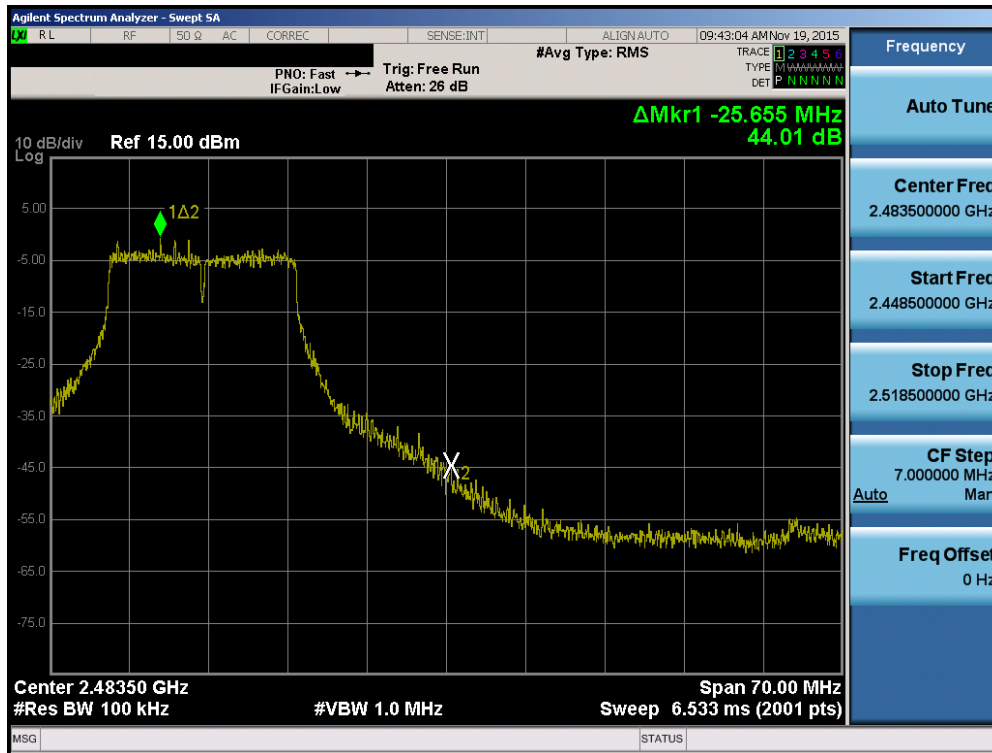 Agilent Spectrum Analyzer - Swept SA
LXI RL RF 50 Ω AC CORREC SENSE:INT ALIGN AUTO 09:43:04 AM Nov 19, 2015
PNO: Fast
IFGain:Low
Trig: Free Run
Atten: 26 dB
#Avg Type: RMS
TRACE 1 2 3 4 5 6
TYPE M W W W W W
DET P N N N N N
ΔMkr1 -25.655 MHz
44.01 dB
10 dB/div Ref 15.00 dBm
Log
5.00
1Δ2
-5.00
-15.0
-25.0
-35.0
-45.0
X2
-55.0
-65.0
-75.0
Center 2.48350 GHz Span 70.00 MHz
#Res BW 100 kHz #VBW 1.0 MHz Sweep 6.533 ms (2001 pts)
MSG STATUS
Frequency
Auto Tune
Center Freq
2.483500000 GHz
Start Freq
2.448500000 GHz
Stop Freq
2.518500000 GHz
CF Step
7.000000 MHz
Auto Man
Freq Offset
0 Hz